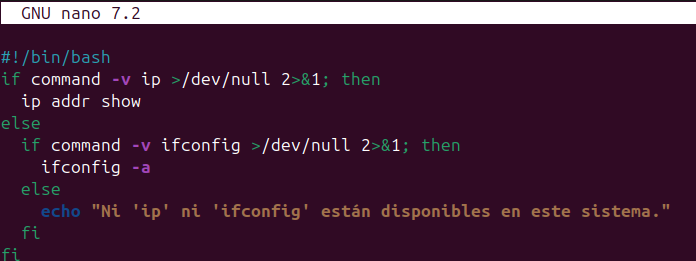 GNU nano 7.2
#!/bin/bash
if command -v ip >/dev/null 2>&1; then
  ip addr show
else
  if command -v ifconfig >/dev/null 2>&1; then
    ifconfig -a
  else
    echo "Ni 'ip' ni 'ifconfig' están disponibles en este sistema."
  fi
fi